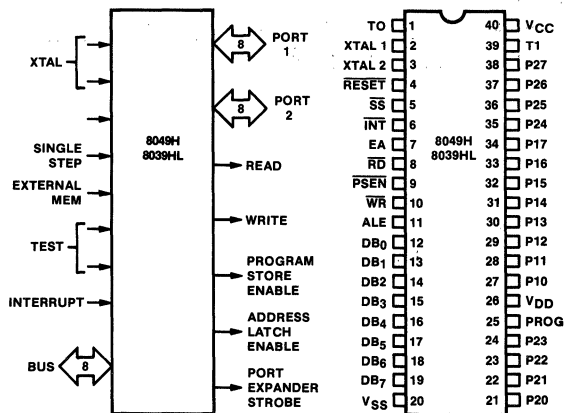 XTAL
SINGLE
STEP
EXTERNAL
MEM
TEST
INTERRUPT
BUS
8
8049H
8039HL
8
PORT
1
8
PORT
2
READ
WRITE
PROGRAM
STORE
ENABLE
ADDRESS
LATCH
ENABLE
PORT
EXPANDER
STROBE
8049H
8039HL
TO 1
XTAL 1 2
XTAL 2 3
RESET 4
SS 5
INT 6
EA 7
RD 8
PSEN 9
WR 10
ALE 11
DB0 12
DB1 13
DB2 14
DB3 15
DB4 16
DB5 17
DB6 18
DB7 19
VSS 20
40 VCC
39 T1
38 P27
37 P26
36 P25
35 P24
34 P17
33 P16
32 P15
31 P14
30 P13
29 P12
28 P11
27 P10
26 VDD
25 PROG
24 P23
23 P22
22 P21
21 P20